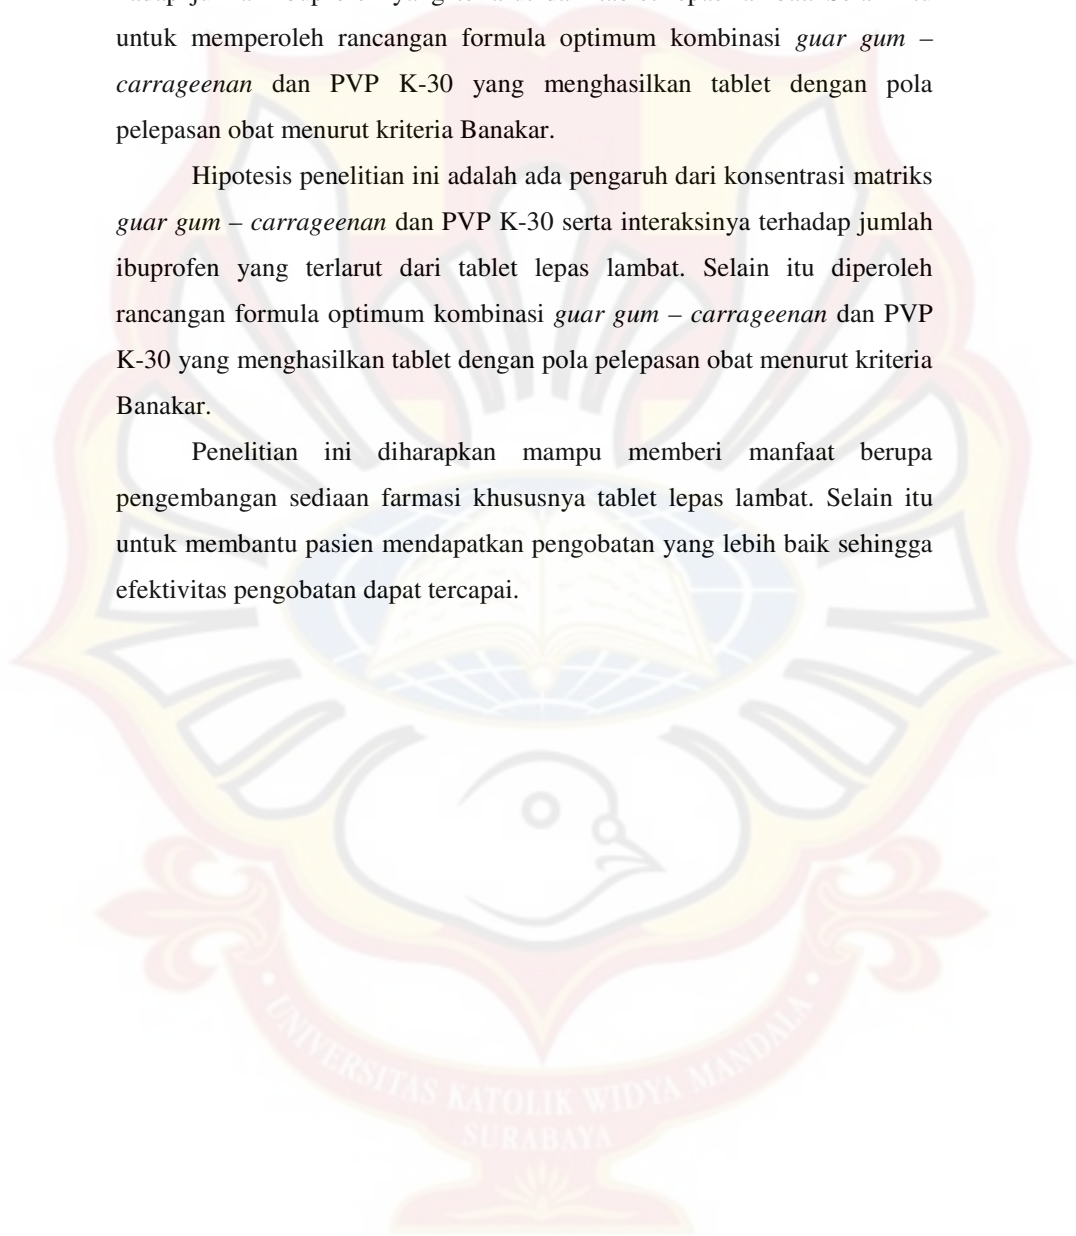 untuk memperoleh rancangan formula optimum kombinasi guar gum –
carrageenan dan PVP K-30 yang menghasilkan tablet dengan pola
pelepasan obat menurut kriteria Banakar.
Hipotesis penelitian ini adalah ada pengaruh dari konsentrasi matriks
guar gum – carrageenan dan PVP K-30 serta interaksinya terhadap jumlah
ibuprofen yang terlarut dari tablet lepas lambat. Selain itu diperoleh
rancangan formula optimum kombinasi guar gum – carrageenan dan PVP
K-30 yang menghasilkan tablet dengan pola pelepasan obat menurut kriteria
Banakar.
Penelitian ini diharapkan mampu memberi manfaat berupa
pengembangan sediaan farmasi khususnya tablet lepas lambat. Selain itu
untuk membantu pasien mendapatkan pengobatan yang lebih baik sehingga
efektivitas pengobatan dapat tercapai.
UNIVERSITAS KATOLIK WIDYA MANDALA
SURABAYA